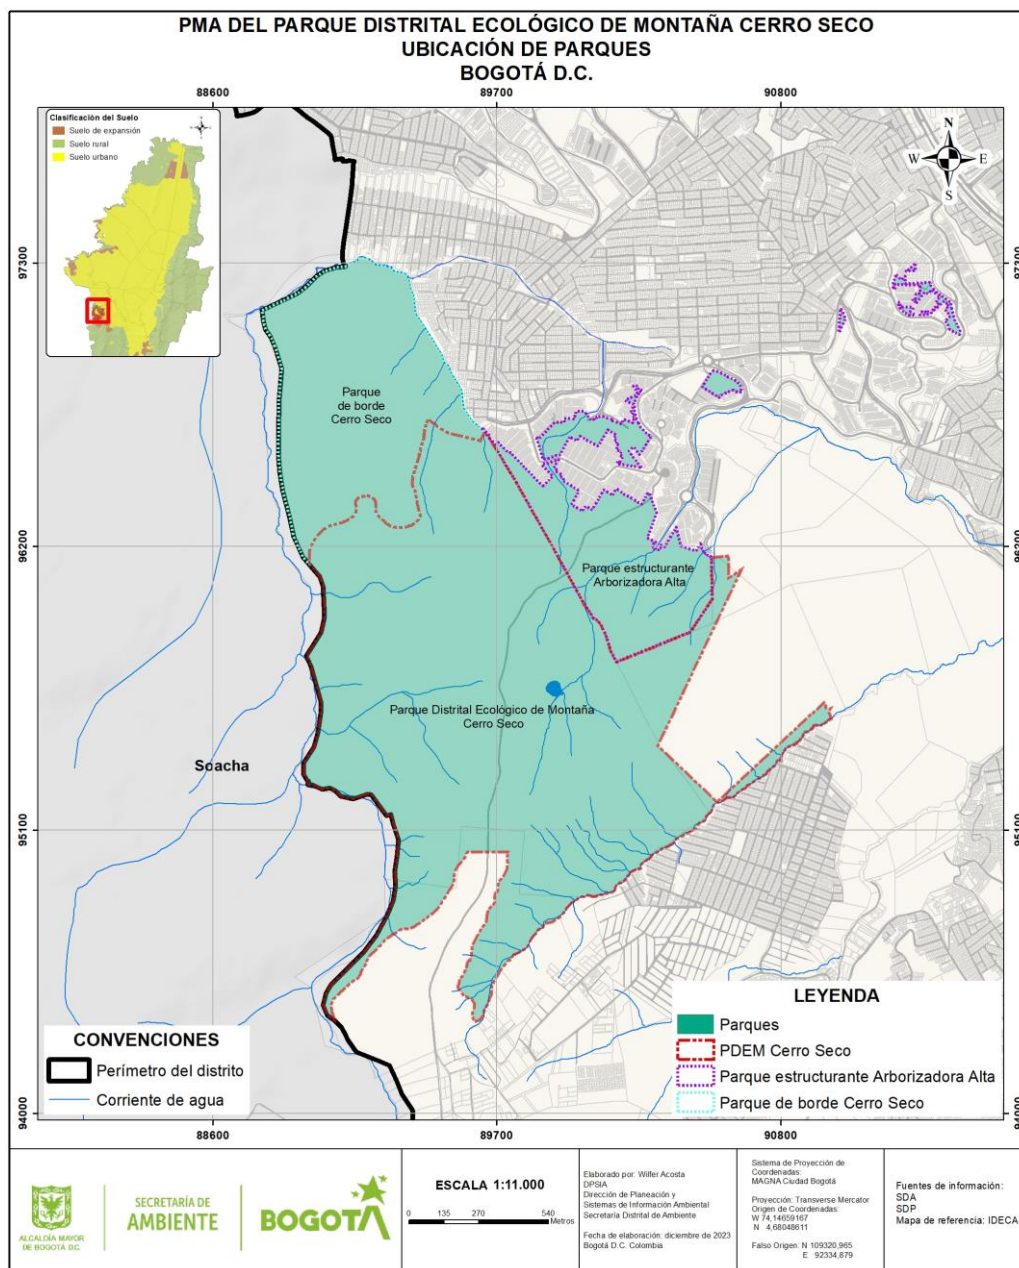 PMA DEL PARQUE DISTRITAL ECOLÓGICO DE MONTAÑA CERRO SECO
UBICACIÓN DE PARQUES
BOGOTÁ D.C.
88600
89700
90800
Clasificación del Suelo
Suelo de expansión
Suelo rural
Suelo urbano
N
W
E
S
97300
97300
Parque
de borde
Cerro Seco
96200
96200
Parque estructurante
Arborizadora Alta
Parque Distrital Ecológico de Montaña
Cerro Seco
Soacha
95100
95100
CONVENCIONES
Perímetro del distrito
Corriente de agua
LEYENDA
Parques
PDEM Cerro Seco
Parque estructurante Arborizadora Alta
Parque de borde Cerro Seco
94000
94000
88600
89700
90800
ALCALDÍA MAYOR
DE BOGOTÁ D.C.
SECRETARÍA DE
AMBIENTE
BOGOTÁ
ESCALA 1:11.000
0 135 270 540
Metros
Elaborado por: Wilfer Acosta
DPSIA
Dirección de Planeación y
Sistemas de Información Ambiental
Secretaría Distrital de Ambiente
Fecha de elaboración: diciembre de 2023
Bogotá D.C. Colombia
Sistema de Proyección de
Coordenadas:
MAGNA Ciudad Bogotá
Proyección: Transverse Mercator
Origen de Coordenadas:
W 74,14659167
N 4,68048611
Falso Origen: N 109320,965
E 92334,879
Fuentes de información:
SDA
SDP
Mapa de referencia: IDECA